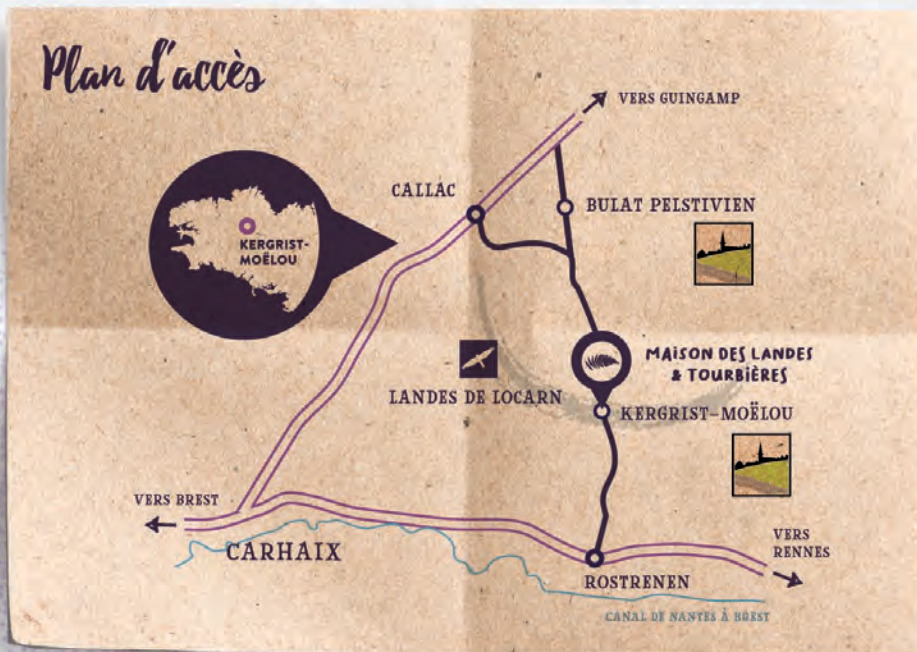 Plan d'accès
VERS GUINGAMP
CALLAC
BULAT PELSTIVIEN
KERGRIST-
MOËLOU
MAISON DES LANDES
& TOURBIÈRES
LANDES DE LOCARN
KERGRIST-MOËLOU
VERS BREST
CARHAIX
VERS
RENNES
ROSTRENEN
CANAL DE NANTES À BREST